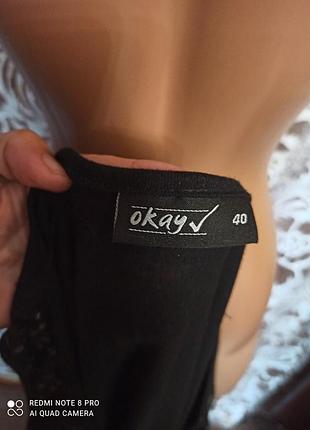 okay✓ 40
REDMI NOTE 8 PRO
AI QUAD CAMERA